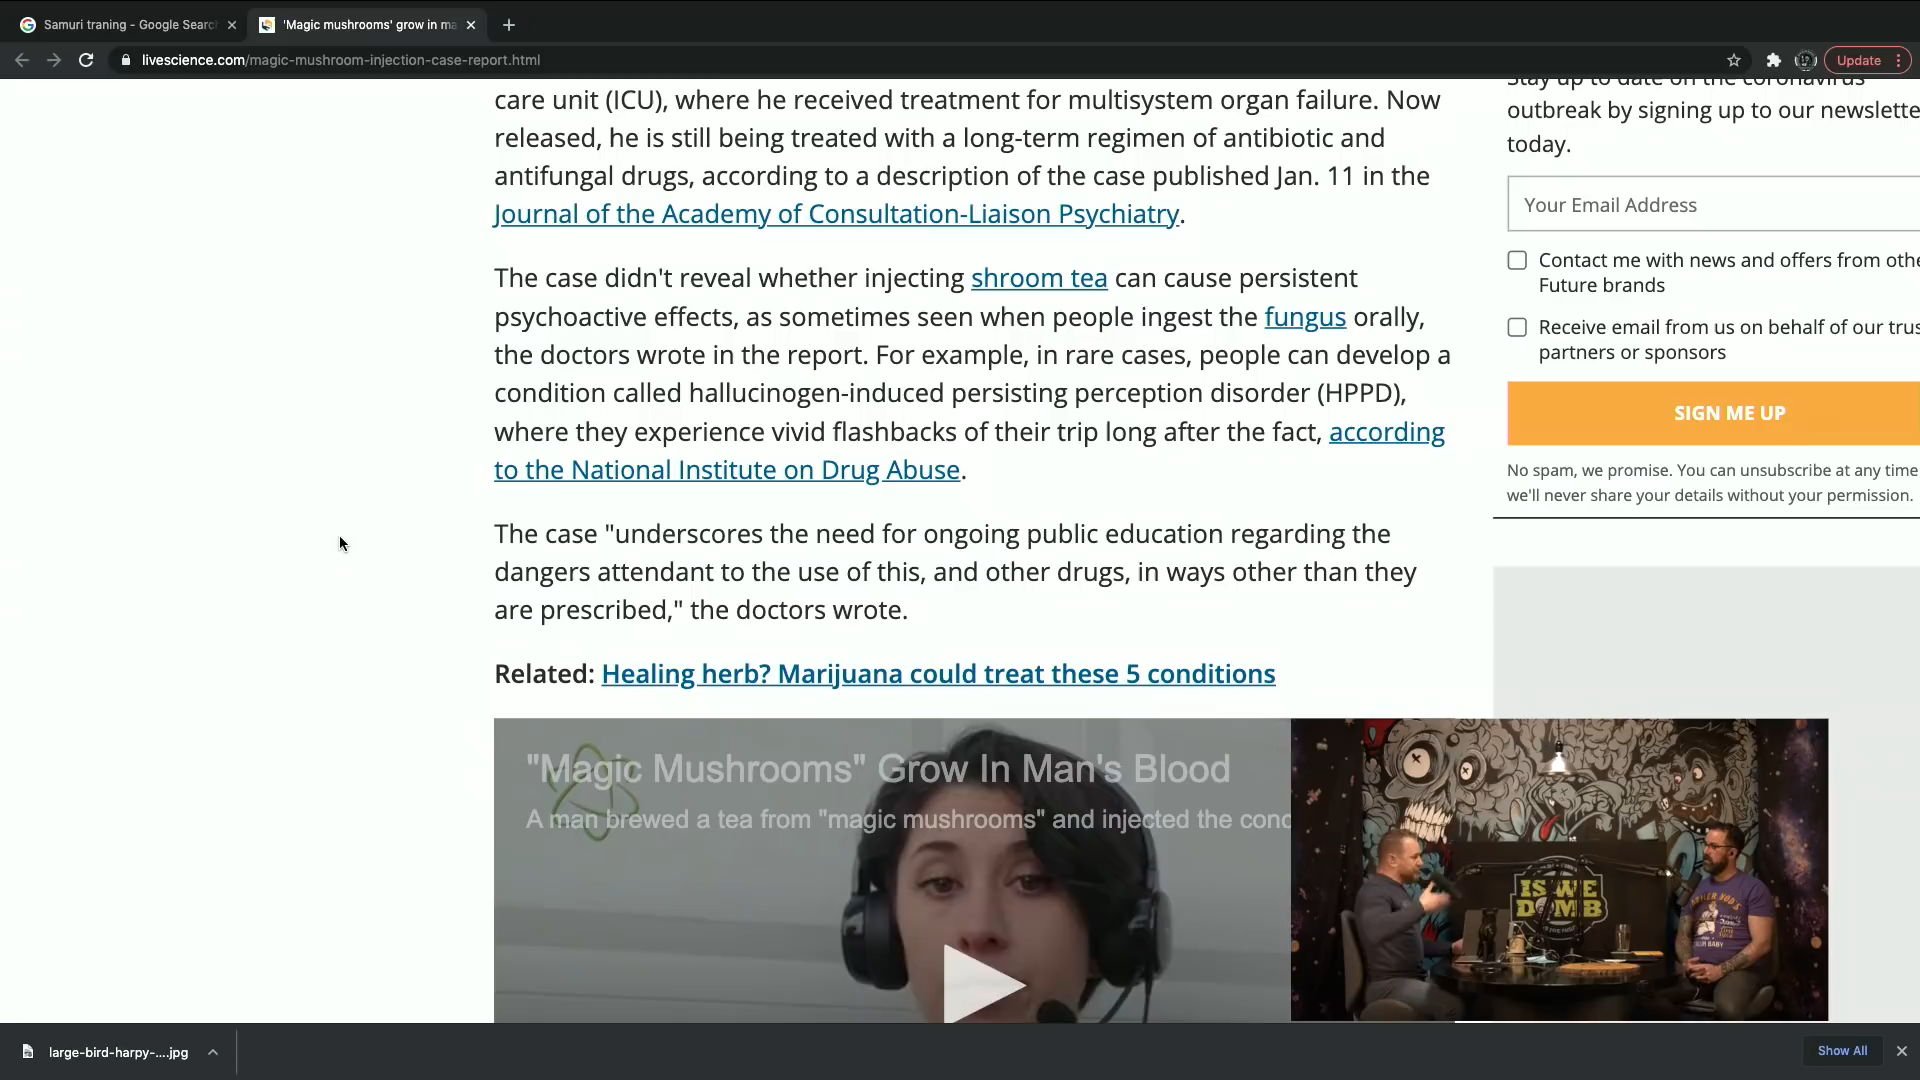 Samuri traning - Google Search
'Magic mushrooms' grow in ma
livescience.com/magic-mushroom-injection-case-report.html
Update
care unit (ICU), where he received treatment for multisystem organ failure. Now
released, he is still being treated with a long-term regimen of antibiotic and
antifungal drugs, according to a description of the case published Jan. 11 in the
Journal of the Academy of Consultation-Liaison Psychiatry.
The case didn't reveal whether injecting shroom tea can cause persistent
psychoactive effects, as sometimes seen when people ingest the fungus orally,
the doctors wrote in the report. For example, in rare cases, people can develop a
condition called hallucinogen-induced persisting perception disorder (HPPD),
where they experience vivid flashbacks of their trip long after the fact, according
to the National Institute on Drug Abuse.
The case "underscores the need for ongoing public education regarding the
dangers attendant to the use of this, and other drugs, in ways other than they
are prescribed," the doctors wrote.
Related: Healing herb? Marijuana could treat these 5 conditions
"Magic Mushrooms" Grow In Man's Blood
A man brewed a tea from "magic mushrooms" and injected the conc
Stay up to date on the coronavirus
outbreak by signing up to our newslette
today.
Your Email Address
Contact me with news and offers from othe
Future brands
Receive email from us on behalf of our trus
partners or sponsors
SIGN ME UP
No spam, we promise. You can unsubscribe at any time
we'll never share your details without your permission.
IS WE
DUMB
BABY
large-bird-harpy-....jpg
Show All